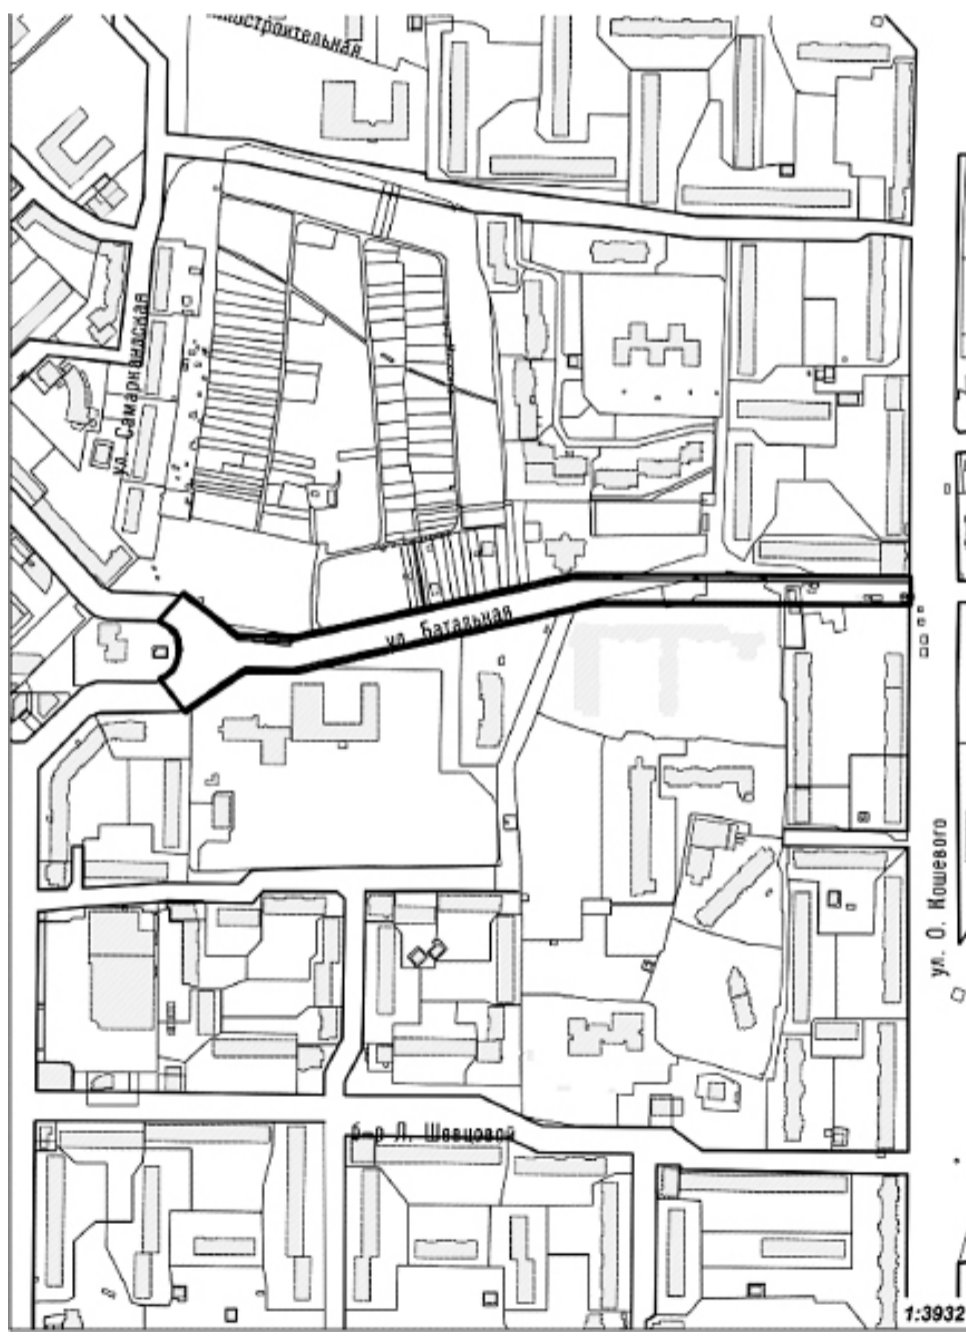 ул. Самаркандская
ул. Батальная
ул. О. Кошевого
б-р Л. Шевцовой
1:3932